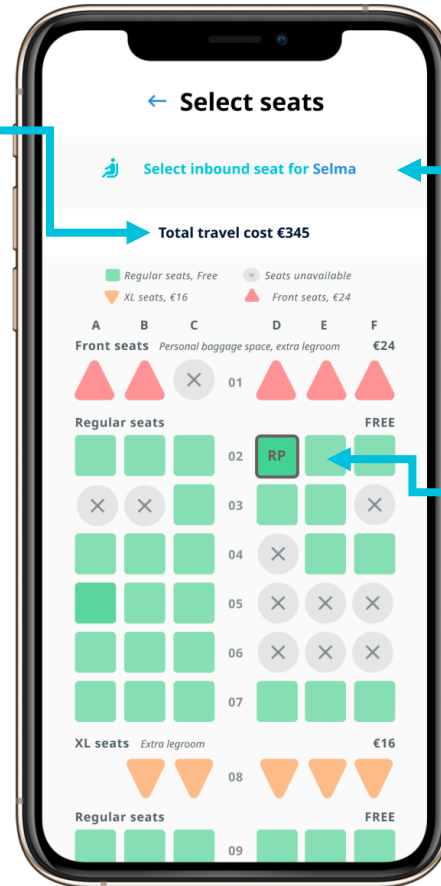 ← Select seats
Select inbound seat for Selma
Total travel cost €345
Regular seats, Free
Seats unavailable
XL seats, €16
Front seats, €24
A B C D E F
Front seats Personal baggage space, extra legroom €24
01
Regular seats FREE
02 RP
03
04
05
06
07
XL seats Extra legroom €16
08
Regular seats FREE
09